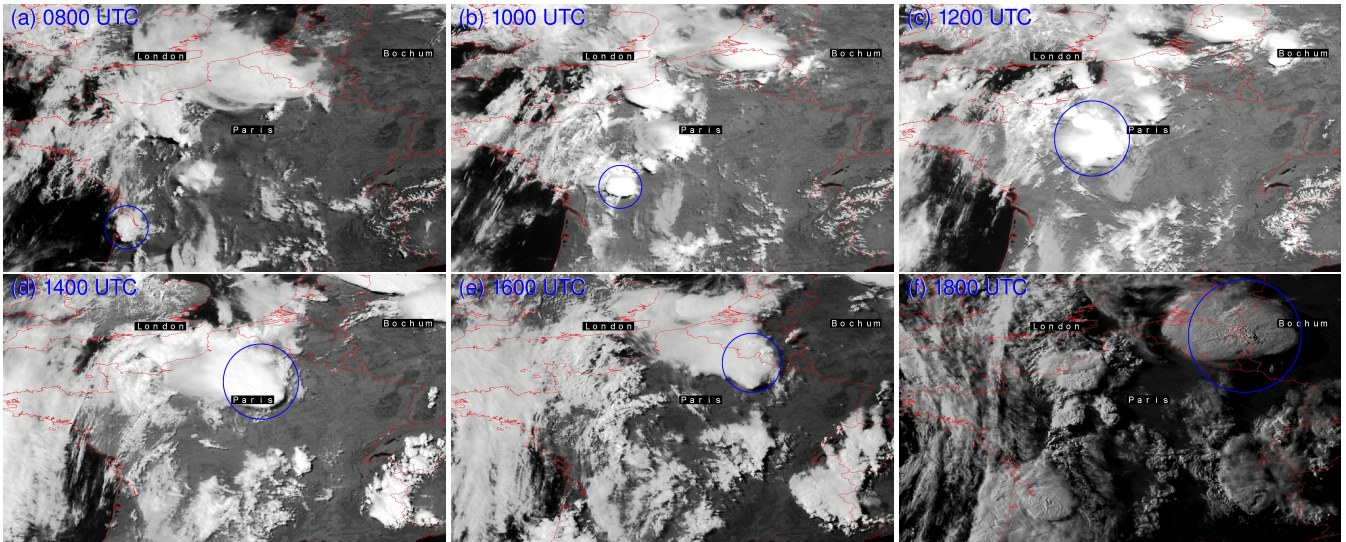 (a) 0800 UTC
London
Bochum
Paris
(b) 1000 UTC
London
Bochum
Paris
(c) 1200 UTC
London
Bochum
Paris
(d) 1400 UTC
London
Bochum
Paris
(e) 1600 UTC
London
Bochum
Paris
(f) 1800 UTC
London
Bochum
Paris